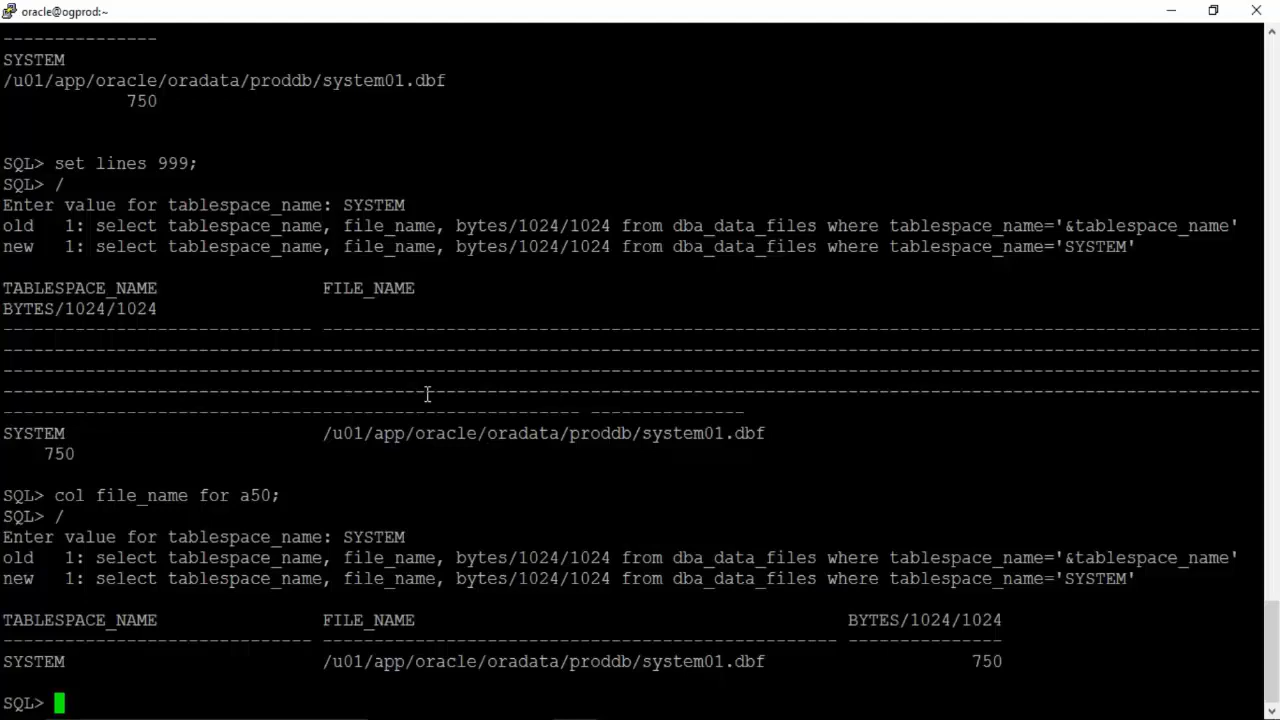 oracle@ogprod:~
---------------
SYSTEM
/u01/app/oracle/oradata/proddb/system01.dbf
            750
SQL> set lines 999;
SQL> /
Enter value for tablespace_name: SYSTEM
old   1: select tablespace_name, file_name, bytes/1024/1024 from dba_data_files where tablespace_name='&tablespace_name'
new   1: select tablespace_name, file_name, bytes/1024/1024 from dba_data_files where tablespace_name='SYSTEM'
TABLESPACE_NAME                FILE_NAME
BYTES/1024/1024
------------------------------ -------------------------------------------------------------------------------------------
--------------------------------------------------------------------------------------------------------------------------
--------------------------------------------------------------------------------------------------------------------------
--------------------------------------------------------------------------------------------------------------------------
-------------------------------------------------------- ---------------
SYSTEM                         /u01/app/oracle/oradata/proddb/system01.dbf
    750
SQL> col file_name for a50;
SQL> /
Enter value for tablespace_name: SYSTEM
old   1: select tablespace_name, file_name, bytes/1024/1024 from dba_data_files where tablespace_name='&tablespace_name'
new   1: select tablespace_name, file_name, bytes/1024/1024 from dba_data_files where tablespace_name='SYSTEM'
TABLESPACE_NAME                FILE_NAME                                          BYTES/1024/1024
------------------------------ -------------------------------------------------- ---------------
SYSTEM                         /u01/app/oracle/oradata/proddb/system01.dbf                    750
SQL>